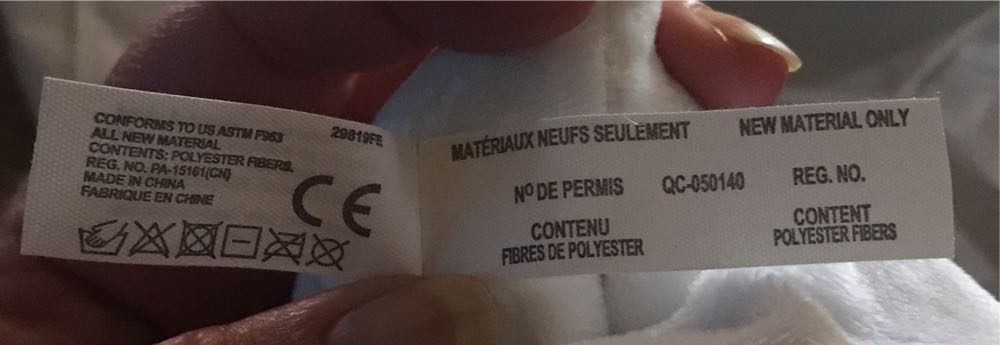 CONFORMS TO US ASTM F963 29819FE
ALL NEW MATERIAL
CONTENTS: POLYESTER FIBERS.
REG. NO. PA-15161(CN)
MADE IN CHINA
FABRIQUE EN CHINE
CE
MATÉRIAUX NEUFS SEULEMENT NEW MATERIAL ONLY
Nº DE PERMIS QC-050140 REG. NO.
CONTENU CONTENT
FIBRES DE POLYESTER POLYESTER FIBERS